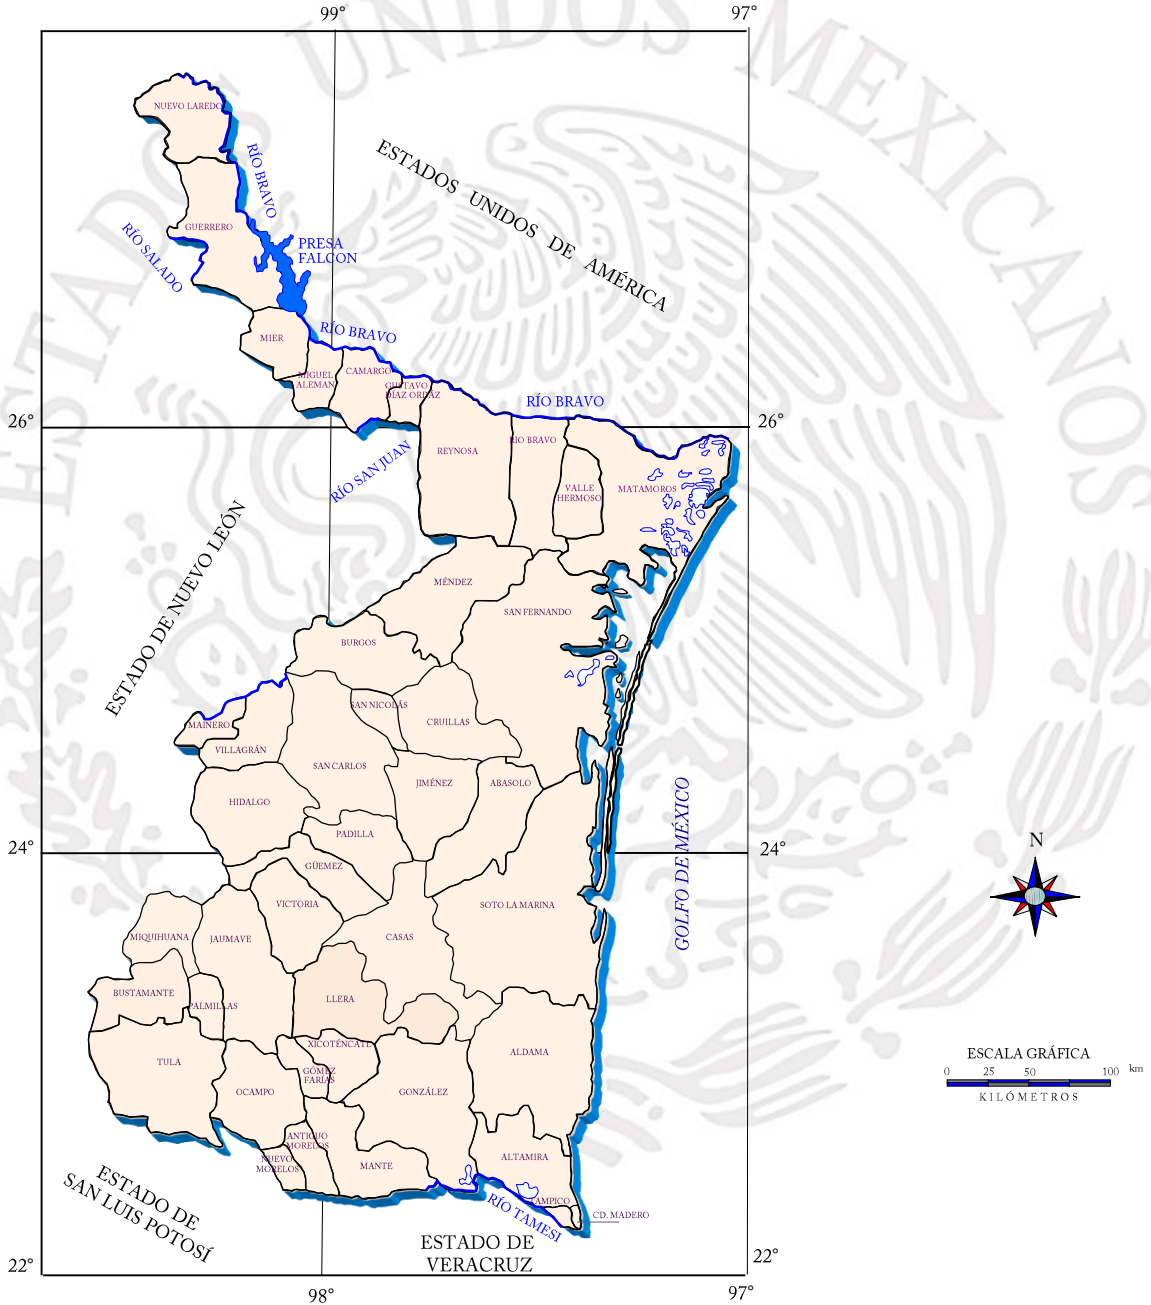 ESTADOS UNIDOS MEXICANOS
99°
97°
NUEVO LAREDO
RÍO BRAVO
ESTADOS UNIDOS DE AMÉRICA
GUERRERO
RÍO SALADO
PRESA
FALCON
RÍO BRAVO
MIER
MIGUEL
ALEMAN
CAMARGO
GUSTAVO
DÍAZ ORDAZ
RÍO BRAVO
26°
26°
RÍO SAN JUAN
REYNOSA
RIO BRAVO
VALLE
HERMOSO
MATAMOROS
ESTADO DE NUEVO LEÓN
MÉNDEZ
SAN FERNANDO
BURGOS
SAN NICOLÁS
CRUILLAS
MAINERO
VILLAGRÁN
SAN CARLOS
JIMÉNEZ
ABASOLO
HIDALGO
PADILLA
GOLFO DE MÉXICO
24°
24°
N
GÜEMEZ
VICTORIA
SOTO LA MARINA
MIQUIHUANA
JAUMAVE
CASAS
BUSTAMANTE
PALMILLAS
LLERA
XICOTÉNCATL
TULA
ALDAMA
GÓMEZ
FARÍAS
OCAMPO
GONZÁLEZ
ESCALA GRÁFICA
0 25 50 100 km
KILÓMETROS
ANTIGUO
MORELOS
NUEVO
MORELOS
MANTE
ALTAMIRA
TAMPICO
CD. MADERO
RÍO TAMESI
ESTADO DE
SAN LUIS POTOSÍ
ESTADO DE
VERACRUZ
22°
22°
98°
97°